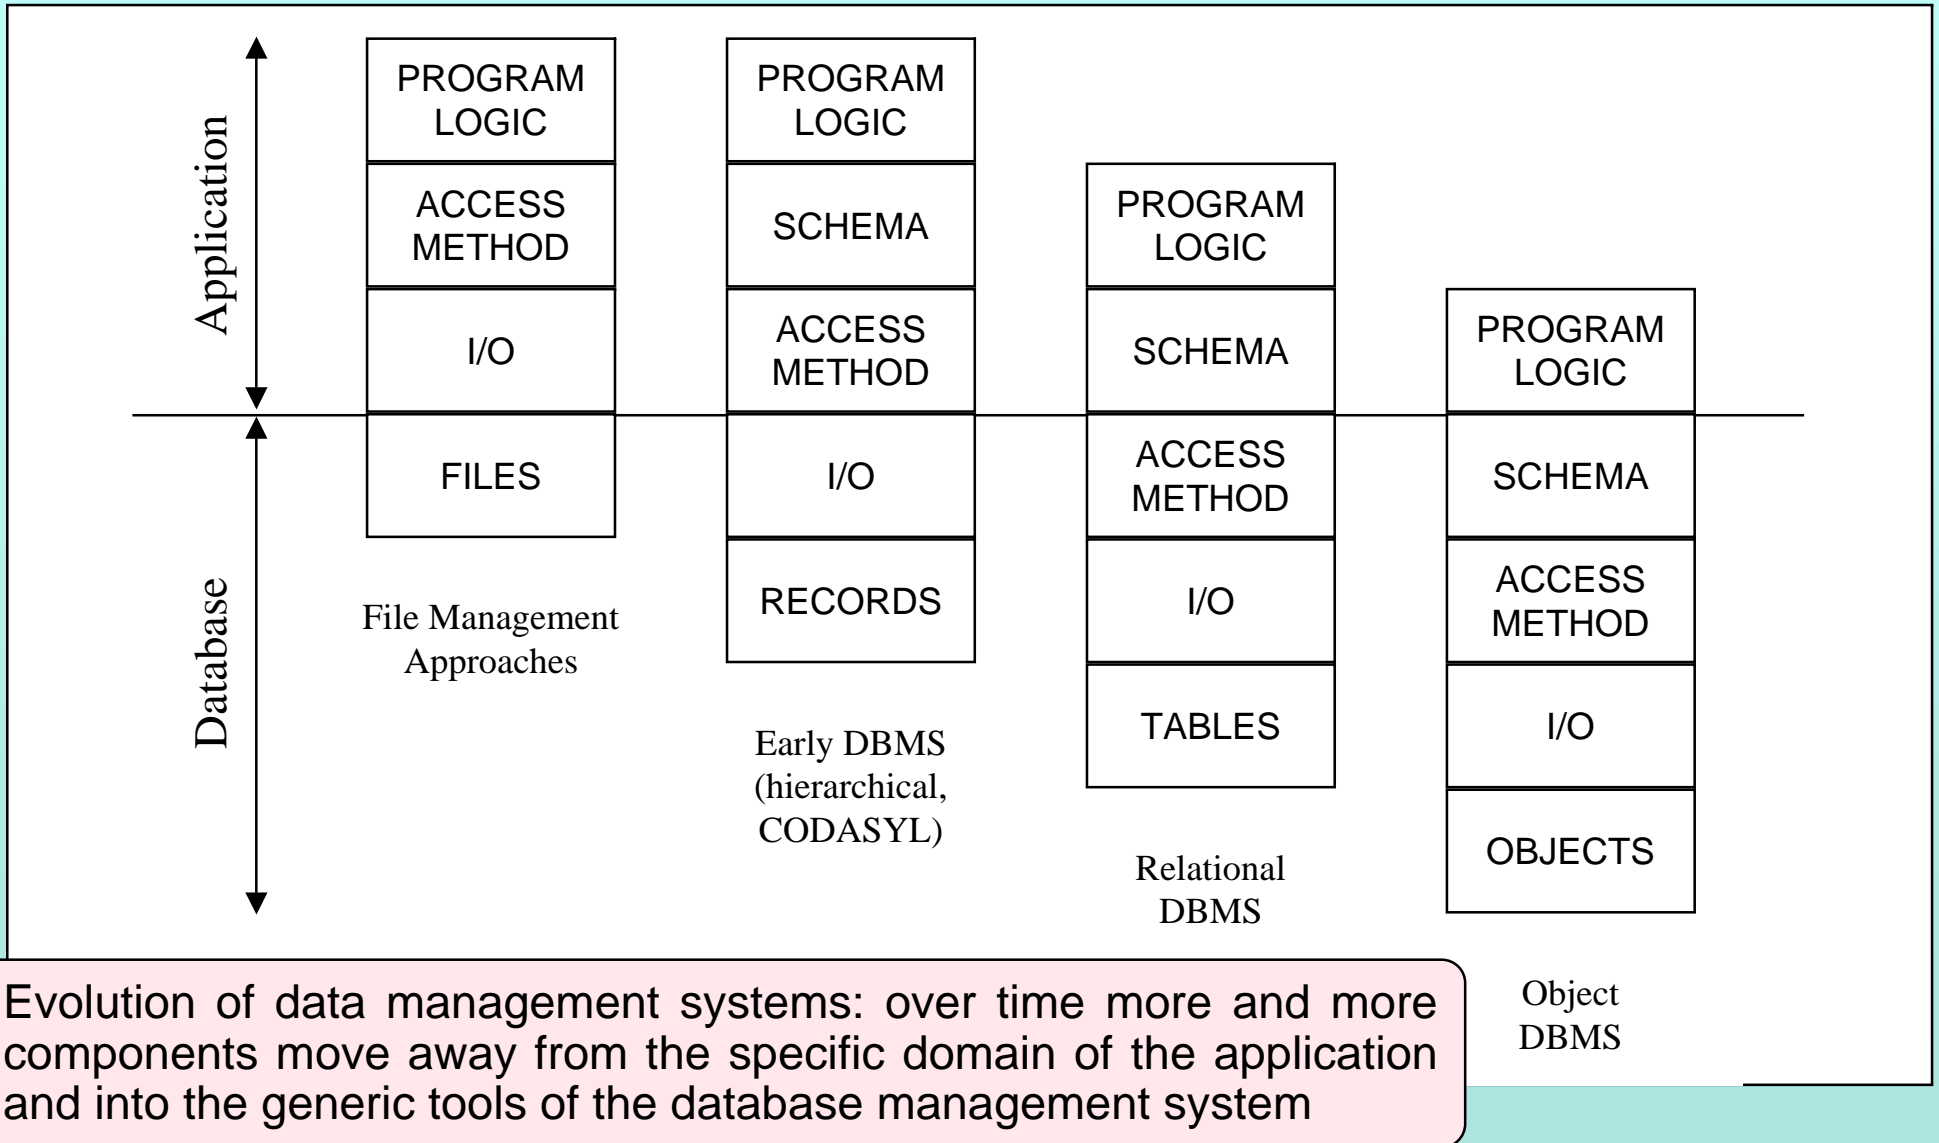 Application
Database
PROGRAM
LOGIC
ACCESS
METHOD
I/O
FILES
File Management
Approaches
PROGRAM
LOGIC
SCHEMA
ACCESS
METHOD
I/O
RECORDS
Early DBMS
(hierarchical,
CODASYL)
PROGRAM
LOGIC
SCHEMA
ACCESS
METHOD
I/O
TABLES
Relational
DBMS
PROGRAM
LOGIC
SCHEMA
ACCESS
METHOD
I/O
OBJECTS
Object
DBMS
Evolution of data management systems: over time more and more
components move away from the specific domain of the application
and into the generic tools of the database management system